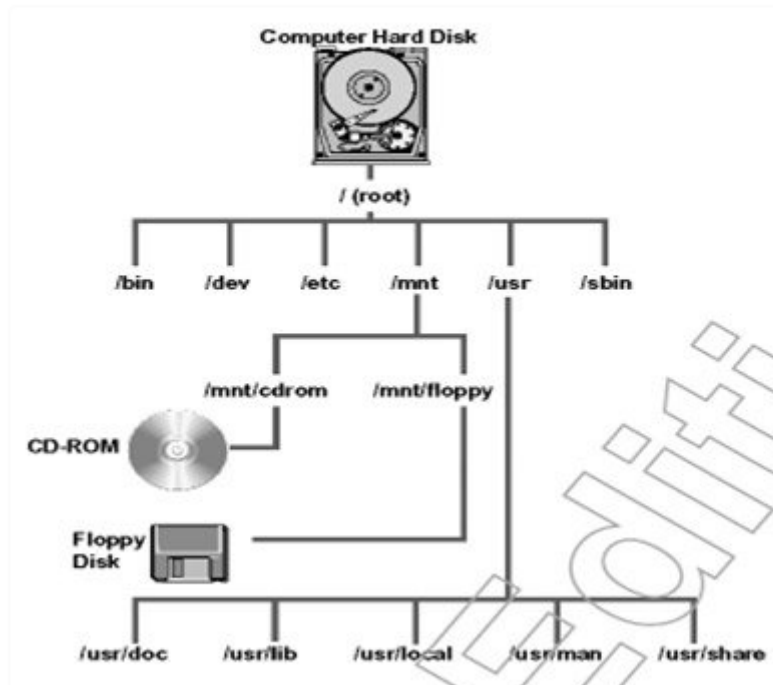 Computer Hard Disk
/ (root)
/bin /dev /etc /mnt /usr /sbin
/mnt/cdrom /mnt/floppy
CD-ROM
Floppy
Disk
/usr/doc /usr/lib /usr/local /usr/man /usr/share
Editi